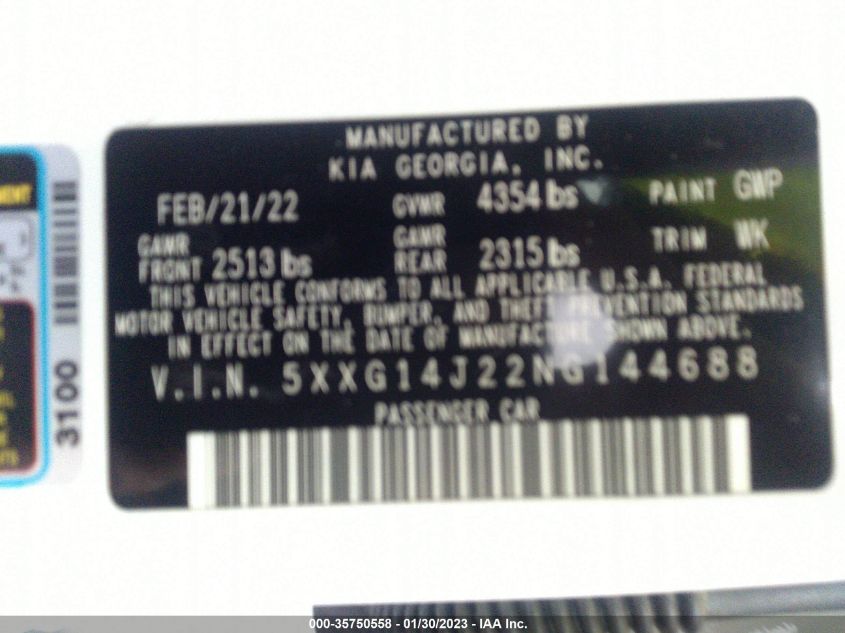 MANUFACTURED BY
KIA GEORGIA, INC.
FEB/21/22 GVWR 4354 lbs PAINT GWP
GAWR FRONT 2513 lbs GAWR REAR 2315 lbs TRIM WK
THIS VEHICLE CONFORMS TO ALL APPLICABLE U.S.A. FEDERAL
MOTOR VEHICLE SAFETY, BUMPER, AND THEFT PREVENTION STANDARDS
IN EFFECT ON THE DATE OF MANUFACTURE SHOWN ABOVE.
V.I.N. 5XXG14J22NG144688
PASSENGER CAR
3100
000-35750558 - 01/30/2023 - IAA Inc.